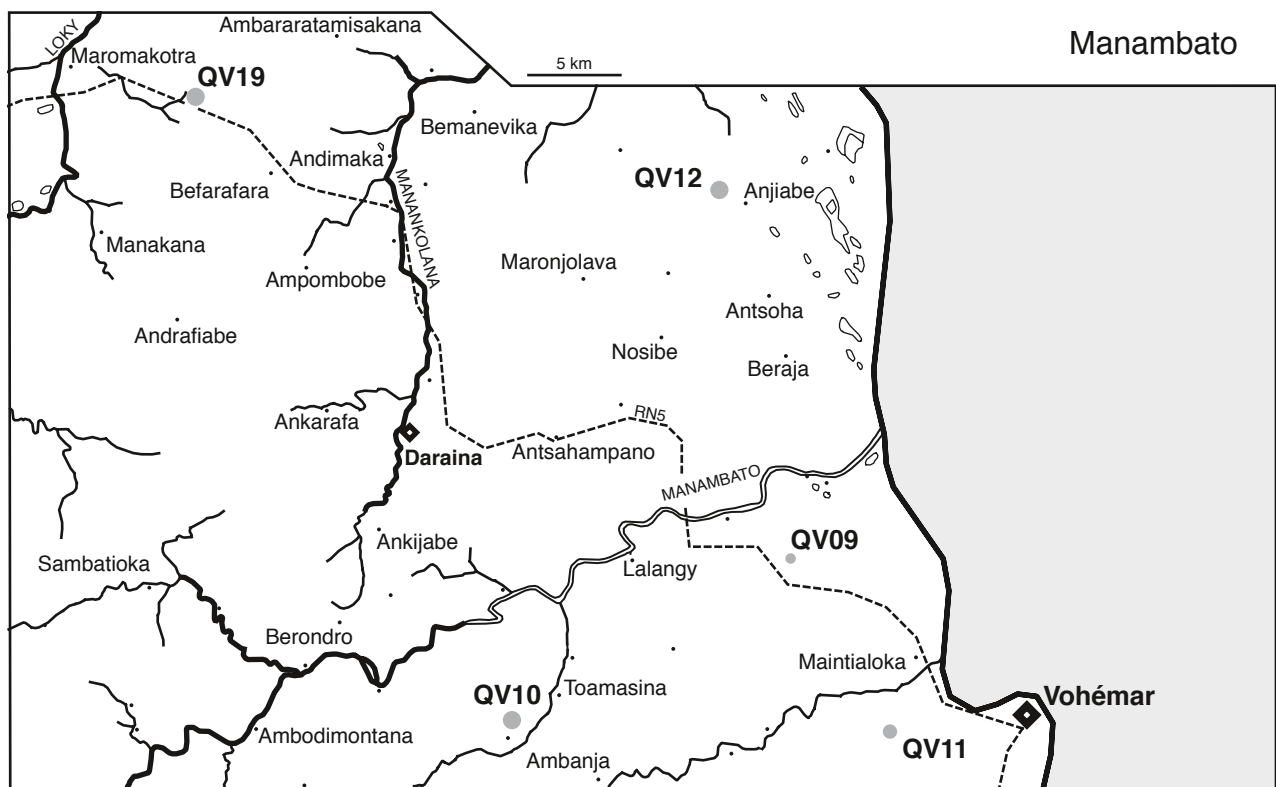 Ambararatamisakana
LOKY
Manambato
Maromakotra
5 km
QV19
Bemanevika
Andimaka
QV12
Befarafara
Anjiabe
MANANKOLANA
Manakana
Maronjolava
Ampombobe
Antsoha
Andrafiabe
Nosibe
Beraja
RN5
Ankarafa
Daraina
Antsahampano
MANAMBATO
Ankijabe
QV09
Sambatioka
Lalangy
Berondro
Maintialoka
QV10
Toamasina
Vohémar
Ambodimontana
QV11
Ambanja